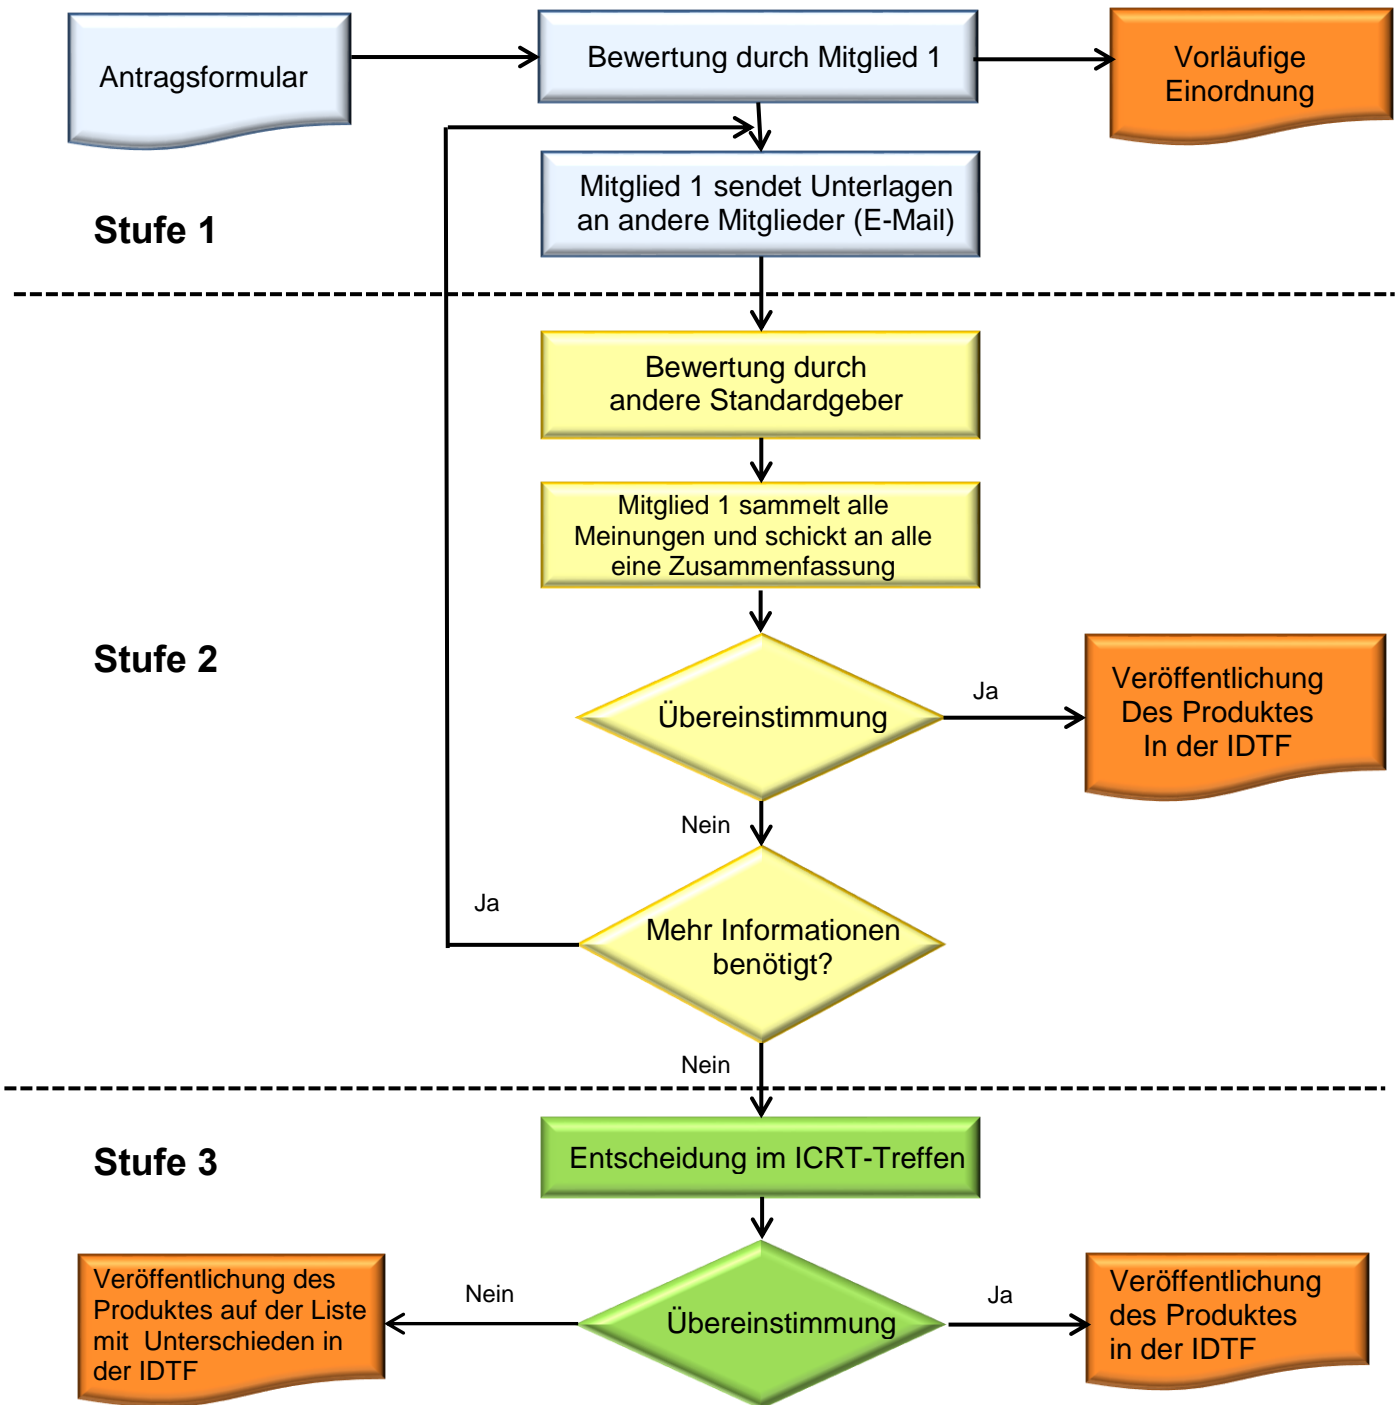 Antragsformular
Bewertung durch Mitglied 1
Vorläufige
Einordnung
Mitglied 1 sendet Unterlagen
an andere Mitglieder (E-Mail)
Stufe 1
Bewertung durch
andere Standardgeber
Mitglied 1 sammelt alle
Meinungen und schickt an alle
eine Zusammenfassung
Stufe 2
Übereinstimmung
Ja
Veröffentlichung
Des Produktes
In der IDTF
Nein
Ja
Mehr Informationen
benötigt?
Nein
Stufe 3
Entscheidung im ICRT-Treffen
Veröffentlichung des
Produktes auf der Liste
mit Unterschieden in
der IDTF
Nein
Übereinstimmung
Ja
Veröffentlichung
des Produktes
in der IDTF